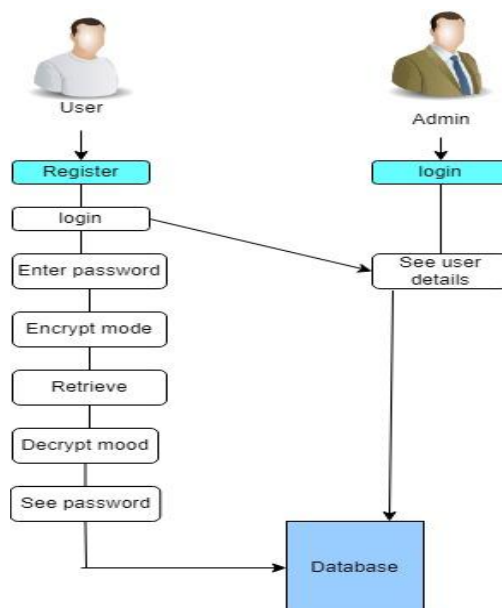 User
Admin
Register
login
login
Enter password
See user
details
Encrypt mode
Retrieve
Decrypt mood
See password
Database